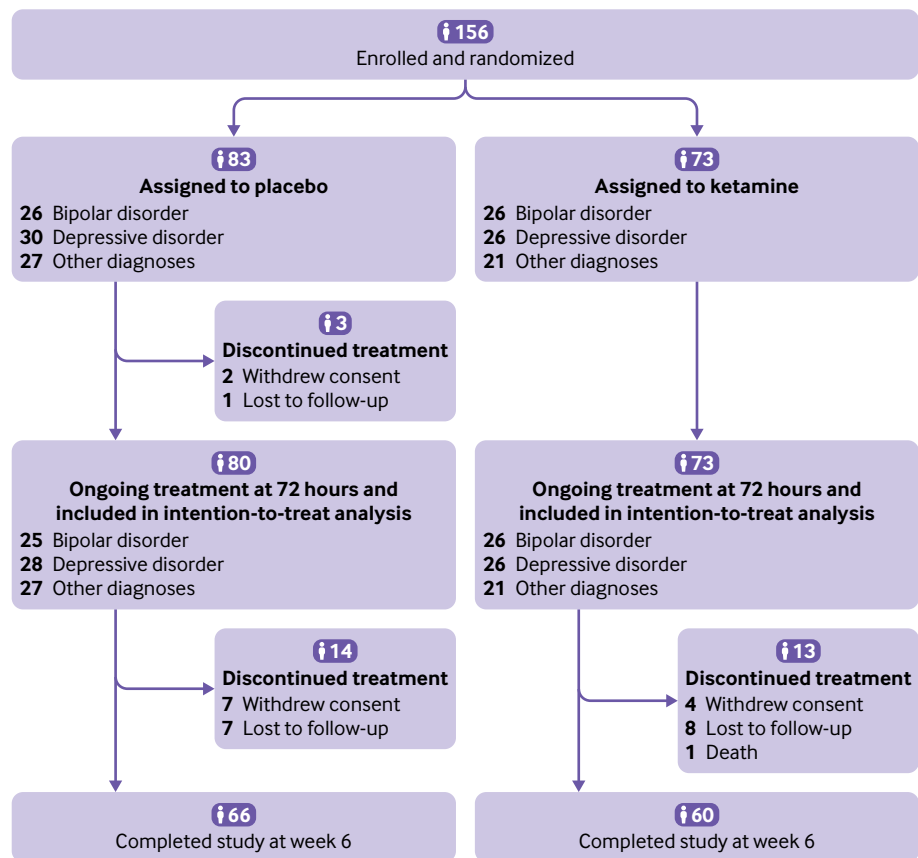 156
Enrolled and randomized
83
Assigned to placebo
26 Bipolar disorder
30 Depressive disorder
27 Other diagnoses
73
Assigned to ketamine
26 Bipolar disorder
26 Depressive disorder
21 Other diagnoses
3
Discontinued treatment
2 Withdrew consent
1 Lost to follow-up
80
Ongoing treatment at 72 hours and
included in intention-to-treat analysis
25 Bipolar disorder
28 Depressive disorder
27 Other diagnoses
73
Ongoing treatment at 72 hours and
included in intention-to-treat analysis
26 Bipolar disorder
26 Depressive disorder
21 Other diagnoses
14
Discontinued treatment
7 Withdrew consent
7 Lost to follow-up
13
Discontinued treatment
4 Withdrew consent
8 Lost to follow-up
1 Death
66
Completed study at week 6
60
Completed study at week 6